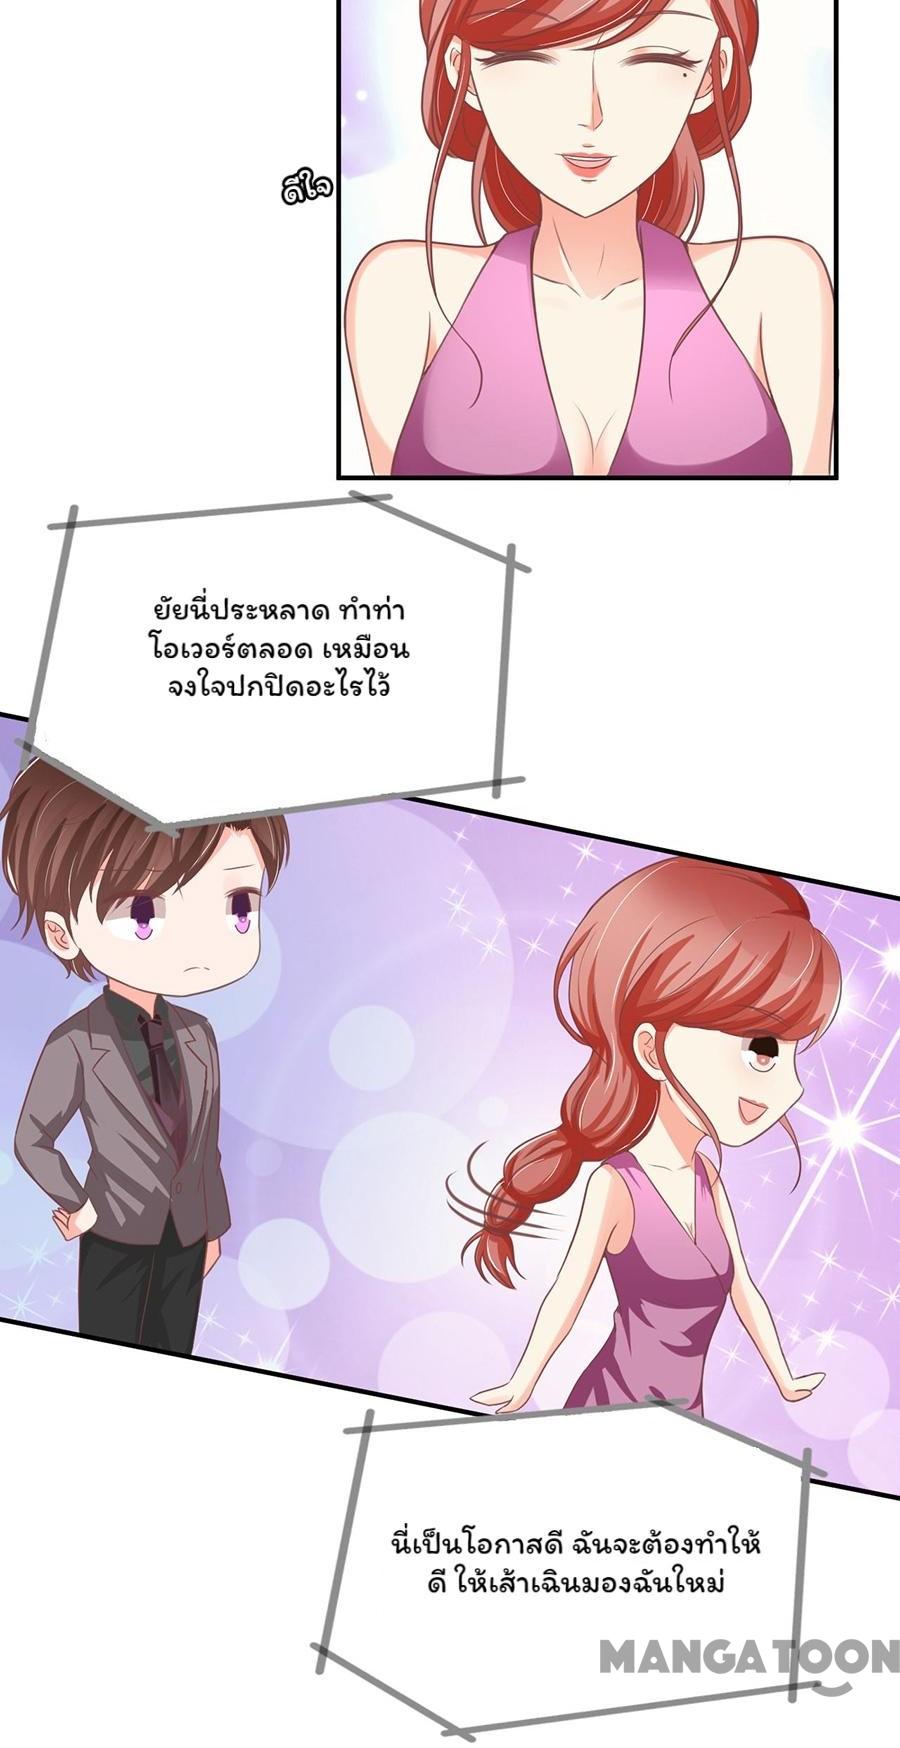 ดีใจ
ยัยนี่ประหลาด ทำท่า
โอเวอร์ตลอด เหมือน
จงใจปกปิดอะไรไว้
นี่เป็นโอกาสดี ฉันจะต้องทำให้
ดี ให้เส้าเฉินมองฉันใหม่
MANGATOON